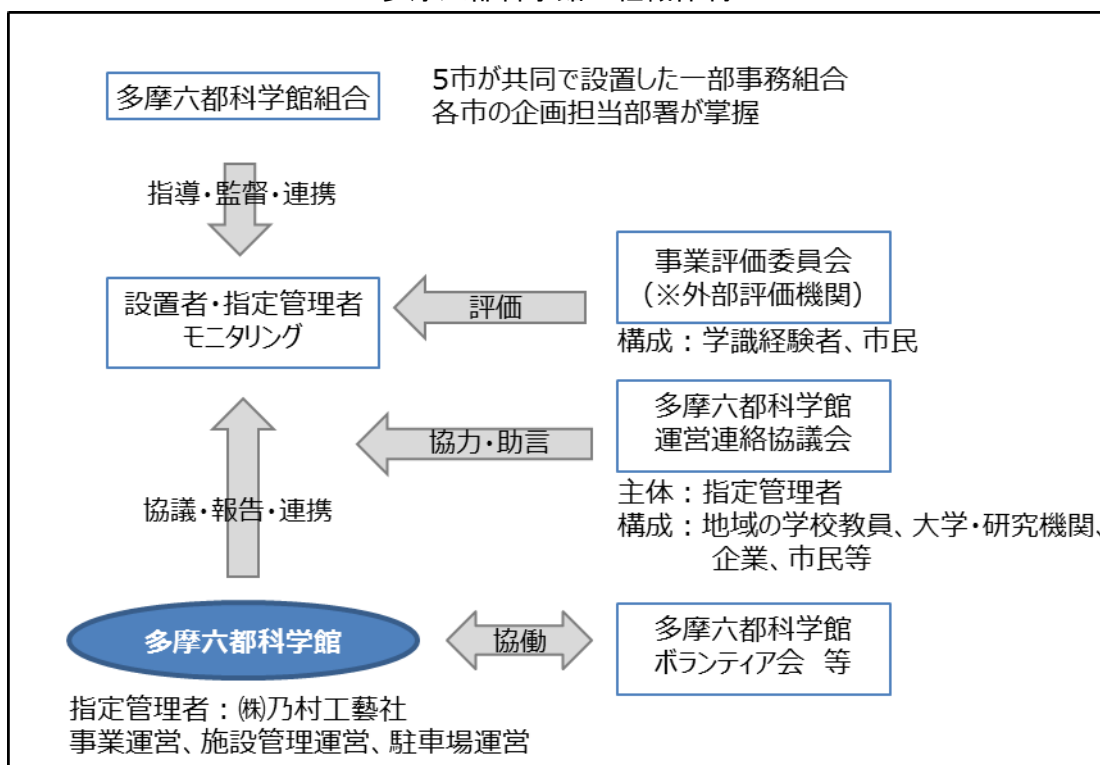 多摩六都科学館組合
5市が共同で設置した一部事務組合
各市の企画担当部署が掌握
指導・監督・連携
設置者・指定管理者
モニタリング
評価
事業評価委員会
(※外部評価機関)
構成：学識経験者、市民
協力・助言
多摩六都科学館
運営連絡協議会
主体：指定管理者
構成：地域の学校教員、大学・研究機関、
企業、市民等
協議・報告・連携
多摩六都科学館
協働
多摩六都科学館
ボランティア会　等
指定管理者：㈱乃村工藝社
事業運営、施設管理運営、駐車場運営